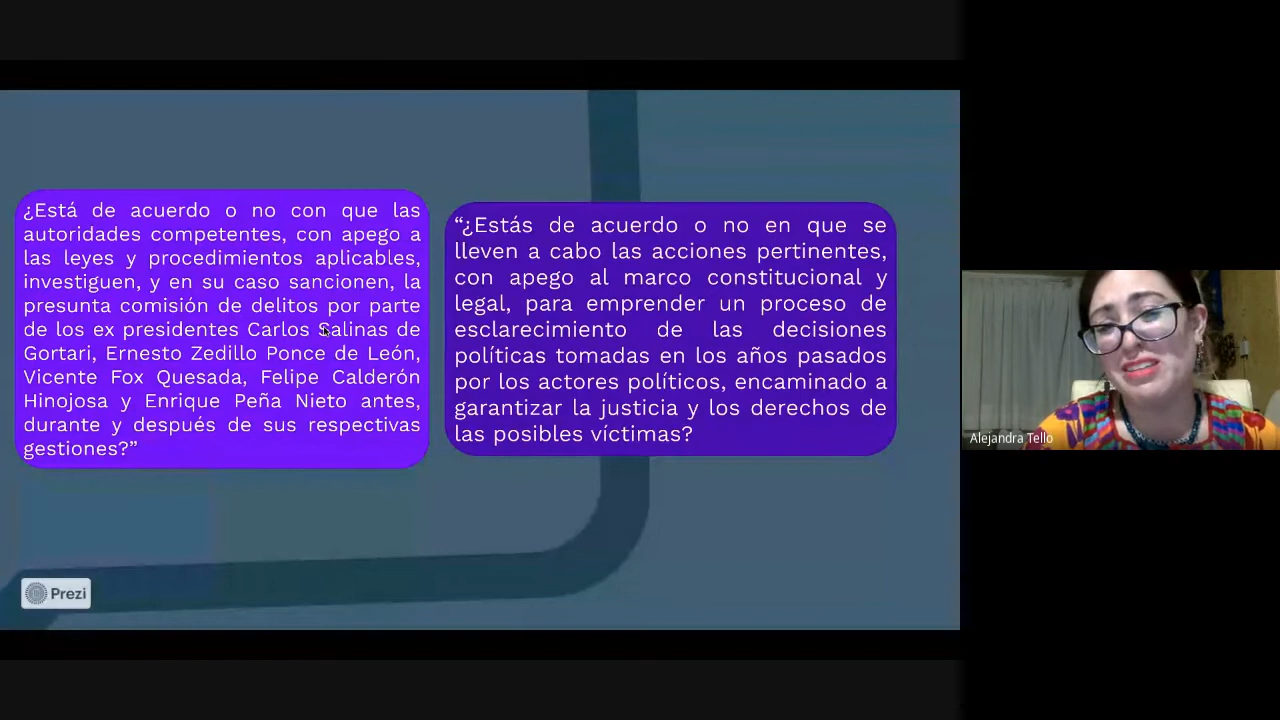 ¿Está de acuerdo o no con que las
autoridades competentes, con apego a
las leyes y procedimientos aplicables,
investiguen, y en su caso sancionen, la
presunta comisión de delitos por parte
de los ex presidentes Carlos Salinas de
Gortari, Ernesto Zedillo Ponce de León,
Vicente Fox Quesada, Felipe Calderón
Hinojosa y Enrique Peña Nieto antes,
durante y después de sus respectivas
gestiones?”
“¿Estás de acuerdo o no en que se
lleven a cabo las acciones pertinentes,
con apego al marco constitucional y
legal, para emprender un proceso de
esclarecimiento de las decisiones
políticas tomadas en los años pasados
por los actores políticos, encaminado a
garantizar la justicia y los derechos de
las posibles víctimas?
Alejandra Tello
Prezi